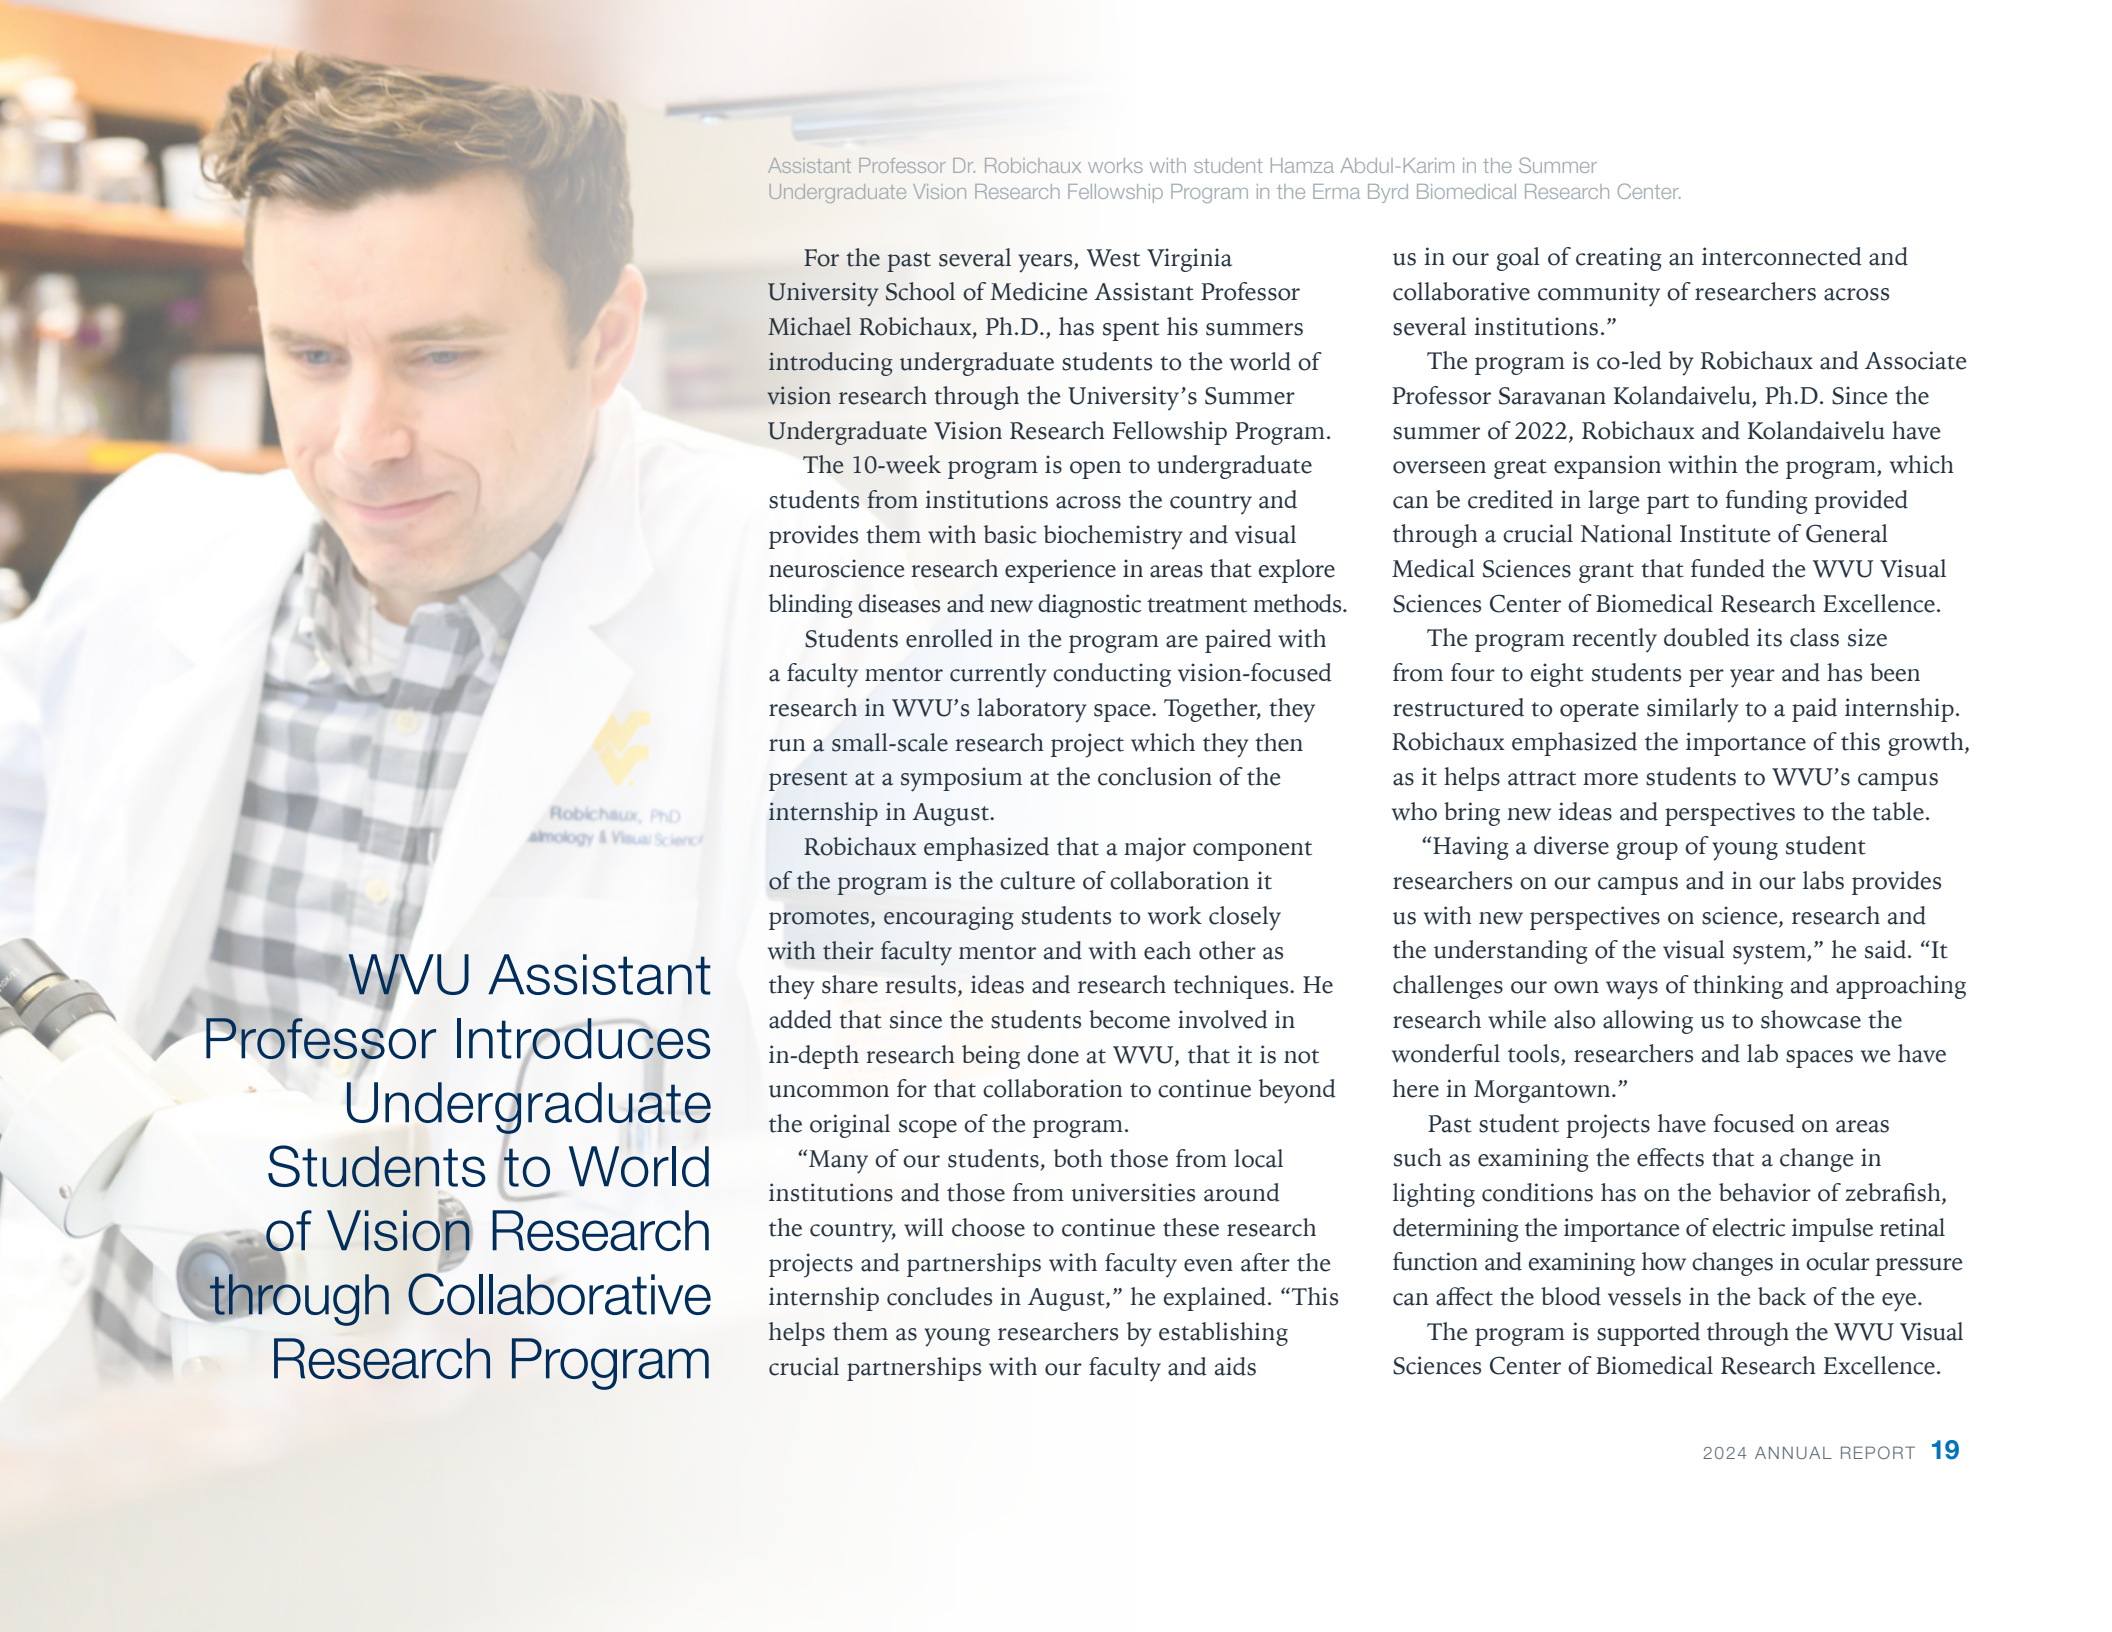 Assistant Professor Dr. Robichaux works with student Hamza Abdul-Karim in the Summer
Undergraduate Vision Research Fellowship Program in the Erma Byrd Biomedical Research Center.
Robichaux, PhD
WVU Assistant
Professor Introduces
Undergraduate
Students to World
of Vision Research
through Collaborative
Research Program
For the past several years, West Virginia
University School of Medicine Assistant Professor
Michael Robichaux, Ph.D., has spent his summers
introducing undergraduate students to the world of
vision research through the University’s Summer
Undergraduate Vision Research Fellowship Program.
The 10-week program is open to undergraduate
students from institutions across the country and
provides them with basic biochemistry and visual
neuroscience research experience in areas that explore
blinding diseases and new diagnostic treatment methods.
Students enrolled in the program are paired with
a faculty mentor currently conducting vision-focused
research in WVU’s laboratory space. Together, they
run a small-scale research project which they then
present at a symposium at the conclusion of the
internship in August.
Robichaux emphasized that a major component
of the program is the culture of collaboration it
promotes, encouraging students to work closely
with their faculty mentor and with each other as
they share results, ideas and research techniques. He
added that since the students become involved in
in-depth research being done at WVU, that it is not
uncommon for that collaboration to continue beyond
the original scope of the program.
“Many of our students, both those from local
institutions and those from universities around
the country, will choose to continue these research
projects and partnerships with faculty even after the
internship concludes in August,” he explained. “This
helps them as young researchers by establishing
crucial partnerships with our faculty and aids
us in our goal of creating an interconnected and
collaborative community of researchers across
several institutions.”
The program is co-led by Robichaux and Associate
Professor Saravanan Kolandaivelu, Ph.D. Since the
summer of 2022, Robichaux and Kolandaivelu have
overseen great expansion within the program, which
can be credited in large part to funding provided
through a crucial National Institute of General
Medical Sciences grant that funded the WVU Visual
Sciences Center of Biomedical Research Excellence.
The program recently doubled its class size
from four to eight students per year and has been
restructured to operate similarly to a paid internship.
Robichaux emphasized the importance of this growth,
as it helps attract more students to WVU’s campus
who bring new ideas and perspectives to the table.
“Having a diverse group of young student
researchers on our campus and in our labs provides
us with new perspectives on science, research and
the understanding of the visual system,” he said. “It
challenges our own ways of thinking and approaching
research while also allowing us to showcase the
wonderful tools, researchers and lab spaces we have
here in Morgantown.”
Past student projects have focused on areas
such as examining the effects that a change in
lighting conditions has on the behavior of zebrafish,
determining the importance of electric impulse retinal
function and examining how changes in ocular pressure
can affect the blood vessels in the back of the eye.
The program is supported through the WVU Visual
Sciences Center of Biomedical Research Excellence.
2024 ANNUAL REPORT 19